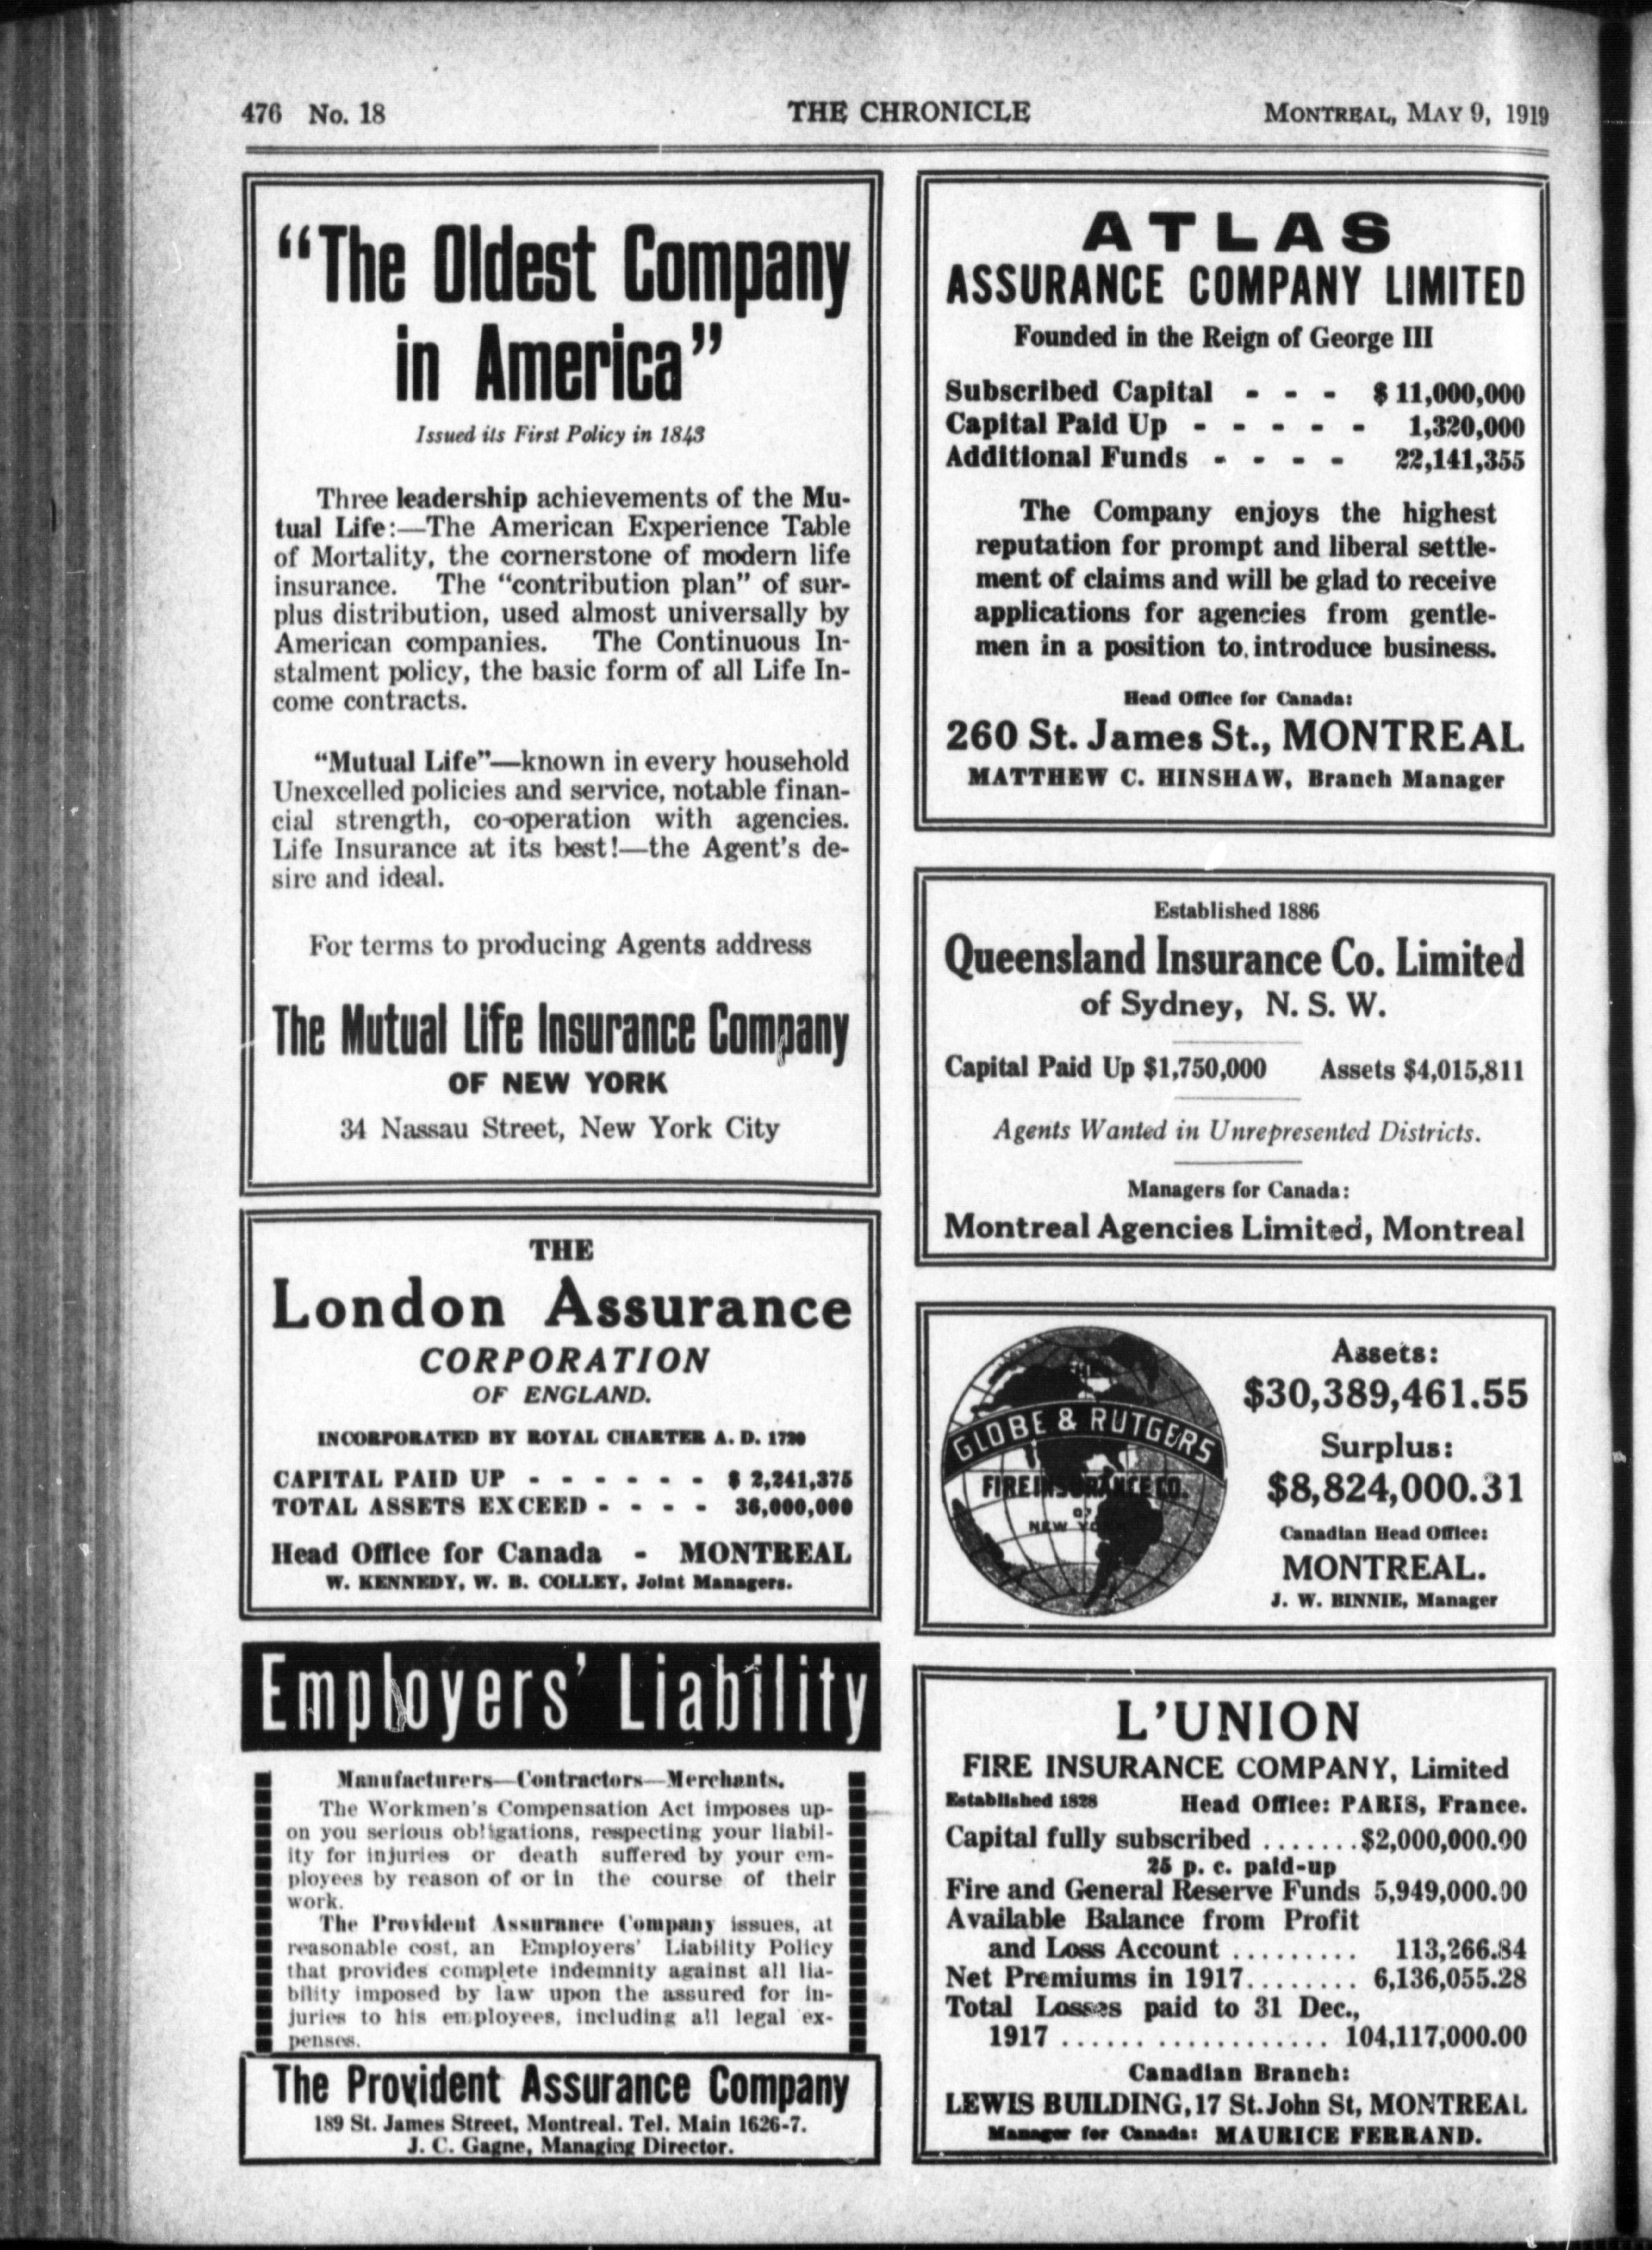 476 No. 18 THE CHRONICLE MONTREAL, MAY 9, 1919
"The Oldest Company
in America"
Issued its First Policy in 1843
Three leadership achievements of the Mu-
tual Life:—The American Experience Table
of Mortality, the cornerstone of modern life
insurance. The "contribution plan" of sur-
plus distribution, used almost universally by
American companies. The Continuous In-
stalment policy, the basic form of all Life In-
come contracts.
"Mutual Life"—known in every household
Unexcelled policies and service, notable finan-
cial strength, co-operation with agencies.
Life Insurance at its best!—the Agent's de-
sire and ideal.
For terms to producing Agents address
The Mutual Life Insurance Company
OF NEW YORK
34 Nassau Street, New York City
THE
London Assurance
CORPORATION
OF ENGLAND.
INCORPORATED BY ROYAL CHARTER A. D. 1720
CAPITAL PAID UP - - - - - - $ 2,241,375
TOTAL ASSETS EXCEED - - - - 36,000,000
Head Office for Canada - MONTREAL
W. KENNEDY, W. B. COLLEY, Joint Managers.
Employers' Liability
Manufacturers—Contractors—Merchants.
The Workmen's Compensation Act imposes up-
on you serious obligations, respecting your liabil-
ity for injuries or death suffered by your em-
ployees by reason of or in the course of their
work.
The Provident Assurance Company issues, at
reasonable cost, an Employers' Liability Policy
that provides complete indemnity against all lia-
bility imposed by law upon the assured for in-
juries to his employees, including all legal ex-
penses.
The Provident Assurance Company
189 St. James Street, Montreal. Tel. Main 1626-7.
J. C. Gagne, Managing Director.
ATLAS
ASSURANCE COMPANY LIMITED
Founded in the Reign of George III
Subscribed Capital - - - $ 11,000,000
Capital Paid Up - - - - - 1,320,000
Additional Funds - - - - 22,141,355
The Company enjoys the highest
reputation for prompt and liberal settle-
ment of claims and will be glad to receive
applications for agencies from gentle-
men in a position to introduce business.
Head Office for Canada:
260 St. James St., MONTREAL
MATTHEW C. HINSHAW, Branch Manager
Established 1886
Queensland Insurance Co. Limited
of Sydney, N. S. W.
Capital Paid Up $1,750,000 Assets $4,015,811
Agents Wanted in Unrepresented Districts.
Managers for Canada:
Montreal Agencies Limited, Montreal
GLOBE & RUTGERS
FIRE INSURANCE CO.
OF
NEW YORK
Assets:
$30,389,461.55
Surplus:
$8,824,000.31
Canadian Head Office:
MONTREAL.
J. W. BINNIE, Manager
L'UNION
FIRE INSURANCE COMPANY, Limited
Established 1828 Head Office: PARIS, France.
Capital fully subscribed .......$2,000,000.00
25 p. c. paid-up
Fire and General Reserve Funds 5,949,000.00
Available Balance from Profit
and Loss Account ......... 113,266.84
Net Premiums in 1917........ 6,136,055.28
Total Losses paid to 31 Dec.,
1917 .................... 104,117,000.00
Canadian Branch:
LEWIS BUILDING, 17 St. John St, MONTREAL
Manager for Canada: MAURICE FERRAND.